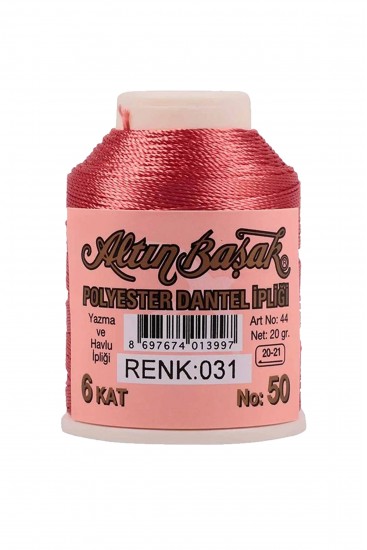 Altın Başak ®
POLYESTER DANTEL İPLİĞİ
Yazma
ve
Havlu
İpliği
8 697674 013997
RENK:031
Art No: 44
Net: 20 gr.
20-21
6 KAT
No: 50